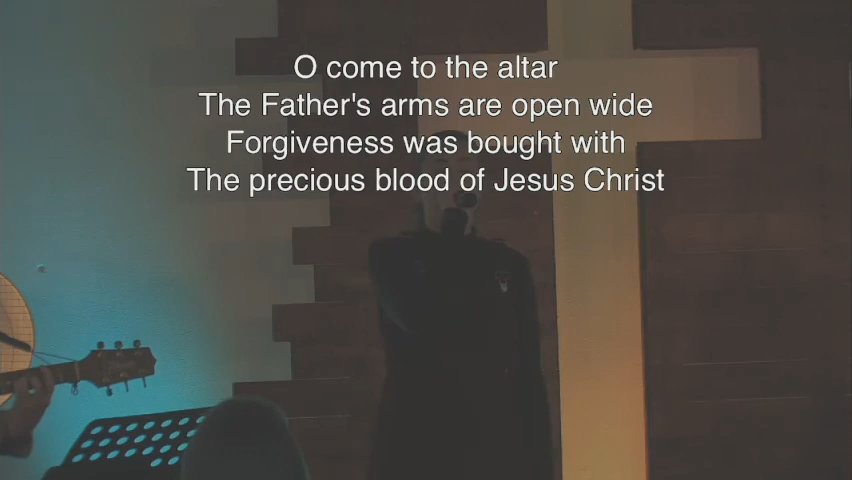 O come to the altar
The Father's arms are open wide
Forgiveness was bought with
The precious blood of Jesus Christ